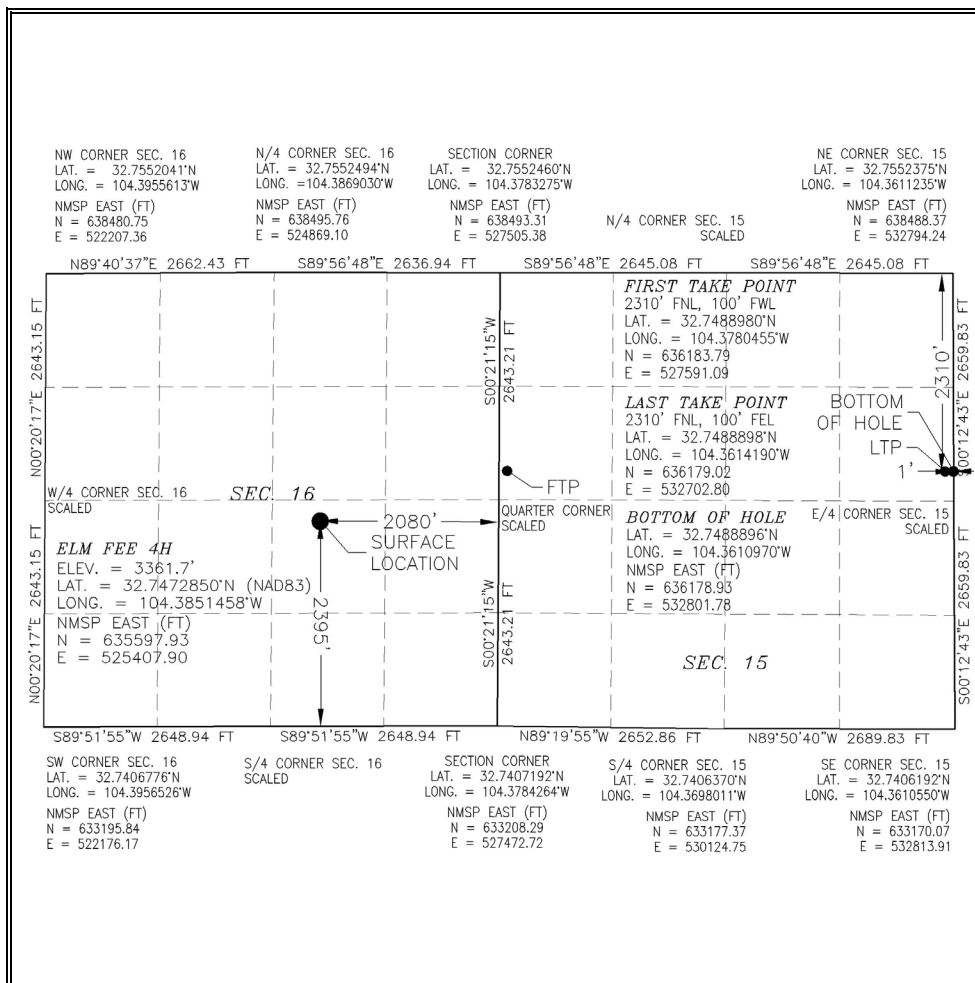 NW CORNER SEC. 16
LAT. = 32.7552041°N
LONG. = 104.3955613°W
NMSP EAST (FT)
N = 638480.75
E = 522207.36
N/4 CORNER SEC. 16
LAT. = 32.7552494°N
LONG. =104.3869030°W
NMSP EAST (FT)
N = 638495.76
E = 524869.10
SECTION CORNER
LAT. = 32.7552460°N
LONG. = 104.3783275°W
NMSP EAST (FT)
N = 638493.31
E = 527505.38
N/4 CORNER SEC. 15
SCALED
NE CORNER SEC. 15
LAT. = 32.7552375°N
LONG. = 104.3611235°W
NMSP EAST (FT)
N = 638488.37
E = 532794.24
N89°40'37"E 2662.43 FT
S89°56'48"E 2636.94 FT
S89°56'48"E 2645.08 FT
S89°56'48"E 2645.08 FT
N00°20'17"E 2643.15 FT
S00°21'15"W
2643.21 FT
FIRST TAKE POINT
2310' FNL, 100' FWL
LAT. = 32.7488980°N
LONG. = 104.3780455°W
N = 636183.79
E = 527591.09
2310'
S00°12'43"E 2659.83 FT
LAST TAKE POINT
2310' FNL, 100' FEL
LAT. = 32.7488898°N
LONG. = 104.3614190°W
N = 636179.02
E = 532702.80
BOTTOM
OF HOLE
LTP
1'
FTP
W/4 CORNER SEC. 16
SCALED
SEC. 16
QUARTER CORNER
SCALED
E/4 CORNER SEC. 15
SCALED
2080'
SURFACE
LOCATION
2395'
ELM FEE 4H
ELEV. = 3361.7'
LAT. = 32.7472850°N (NAD83)
LONG. = 104.3851458°W
NMSP EAST (FT)
N = 635597.93
E = 525407.90
BOTTOM OF HOLE
LAT. = 32.7488896°N
LONG. = 104.3610970°W
NMSP EAST (FT)
N = 636178.93
E = 532801.78
N00°20'17"E 2643.15 FT
S00°21'15"W
2643.21 FT
SEC. 15
S00°12'43"E 2659.83 FT
S89°51'55"W 2648.94 FT
S89°51'55"W 2648.94 FT
N89°19'55"W 2652.86 FT
N89°50'40"W 2689.83 FT
SW CORNER SEC. 16
LAT. = 32.7406776°N
LONG. = 104.3956526°W
NMSP EAST (FT)
N = 633195.84
E = 522176.17
S/4 CORNER SEC. 16
SCALED
SECTION CORNER
LAT. = 32.7407192°N
LONG. = 104.3784264°W
NMSP EAST (FT)
N = 633208.29
E = 527472.72
S/4 CORNER SEC. 15
LAT. = 32.7406370°N
LONG. = 104.3698011°W
NMSP EAST (FT)
N = 633177.37
E = 530124.75
SE CORNER SEC. 15
LAT. = 32.7406192°N
LONG. = 104.3610550°W
NMSP EAST (FT)
N = 633170.07
E = 532813.91